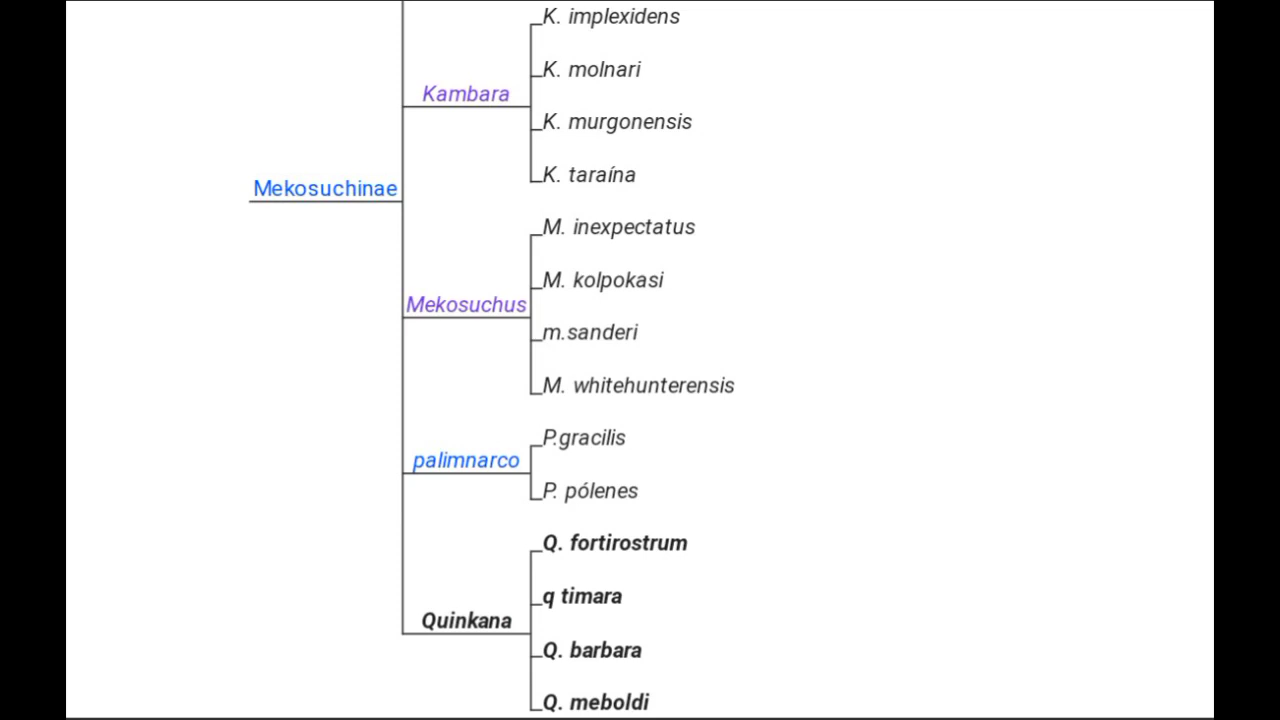 K. implexidens
K. molnari
Kambara
K. murgonensis
K. taraína
Mekosuchinae
M. inexpectatus
M. kolpokasi
Mekosuchus
m.sanderi
M. whitehunterensis
P.gracilis
palimnarco
P. pólenes
Q. fortirostrum
q timara
Quinkana
Q. barbara
Q. meboldi